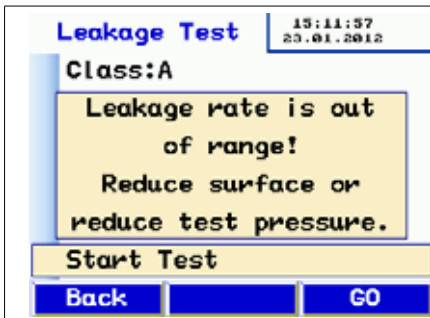 Leakage Test
15:11:57
23.01.2012
Class:A
Leakage rate is out
of range!
Reduce surface or
reduce test pressure.
Start Test
Back
GO